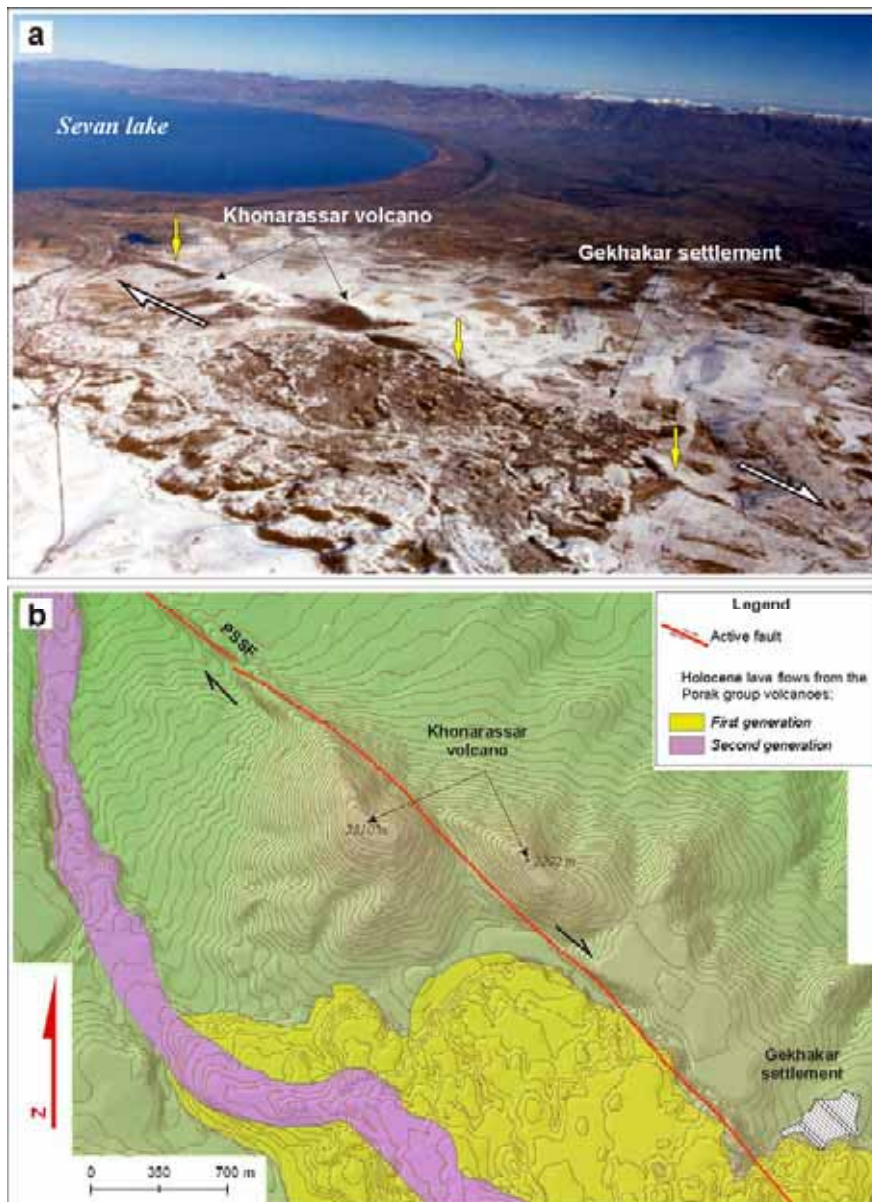 a
Sevan lake
Khonarassar volcano
Gekhakar settlement
b
PSSF
Khonarassar
volcano
Legend
Active fault
Holocene lava flows from the
Porak group volcanoes:
First generation
Second generation
Gekhakar
settlement
N
0 350 700 m